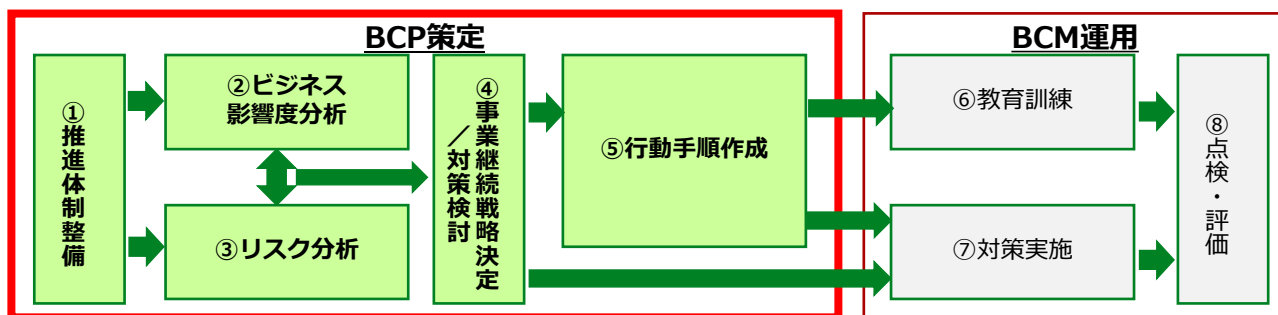 BCP策定
BCM運用
①推進体制整備
②ビジネス
影響度分析
③リスク分析
④事業継続戦略決定
／対策検討
⑤行動手順作成
⑥教育訓練
⑦対策実施
⑧点検・評価